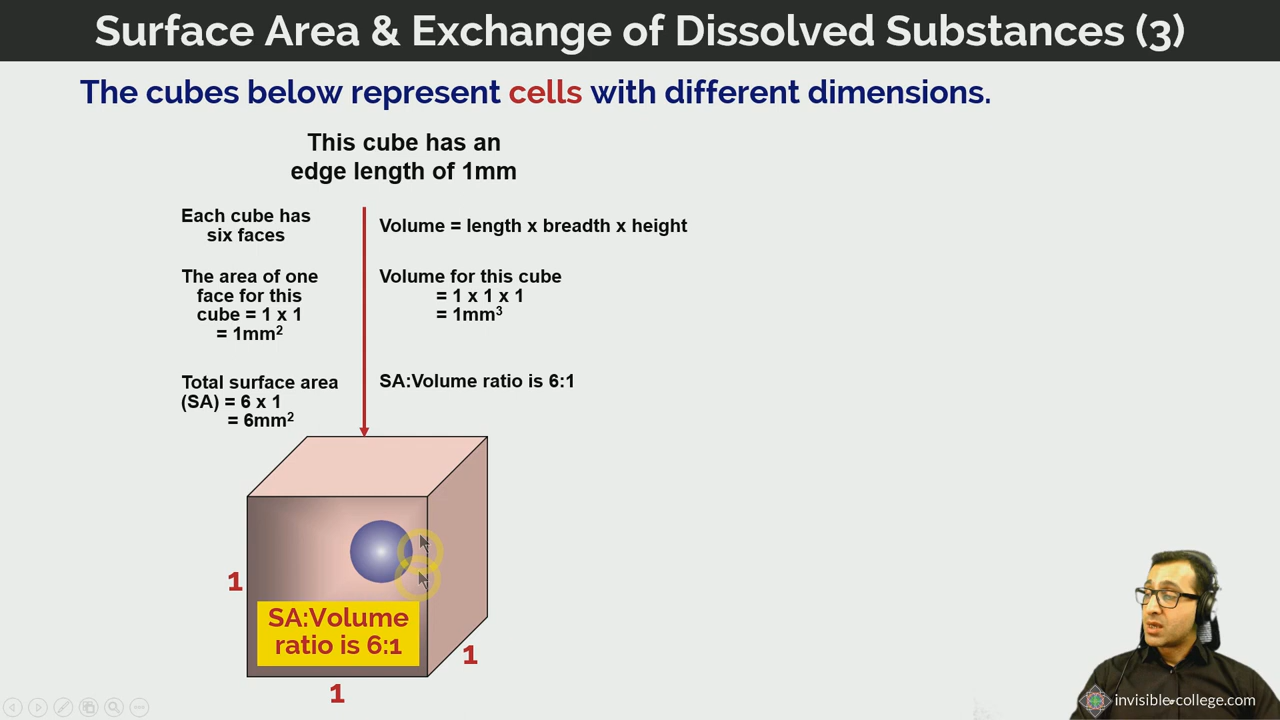 Surface Area & Exchange of Dissolved Substances (3)
The cubes below represent cells with different dimensions.
This cube has an
edge length of 1mm
Each cube has
six faces
The area of one
face for this
cube = 1 x 1
= 1mm²
Total surface area
(SA) = 6 x 1
= 6mm²
Volume = length x breadth x height
Volume for this cube
= 1 x 1 x 1
= 1mm³
SA:Volume ratio is 6:1
1
SA:Volume
ratio is 6:1
1
1
invisible-college.com